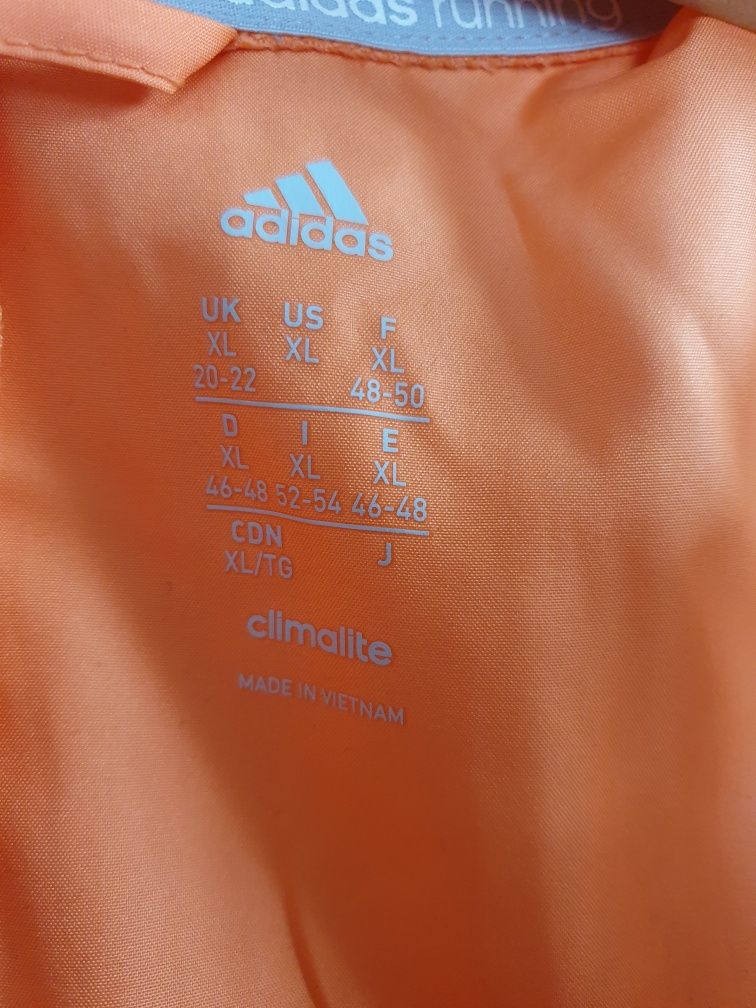 adidas running
adidas
UK US F
XL XL XL
20-22 48-50
D I E
XL XL XL
46-48 52-54 46-48
CDN J
XL/TG
climalite
MADE IN VIETNAM